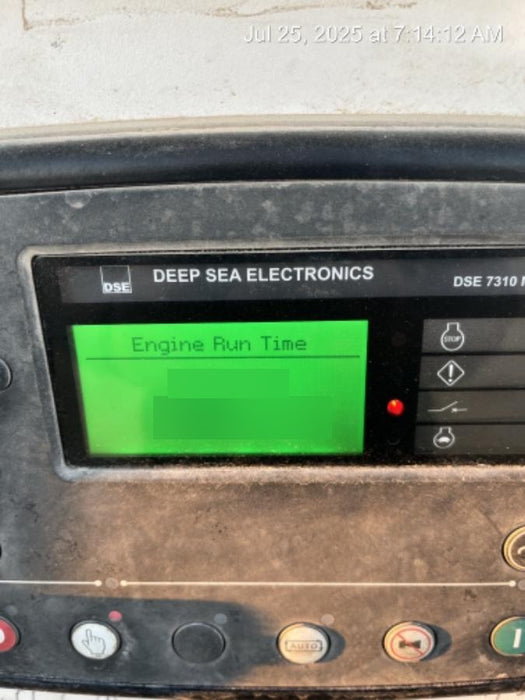 Jul 25, 2025 at 7:14:12 AM
DSE
DEEP SEA ELECTRONICS
DSE 7310
Engine Run Time
STOP
AUTO